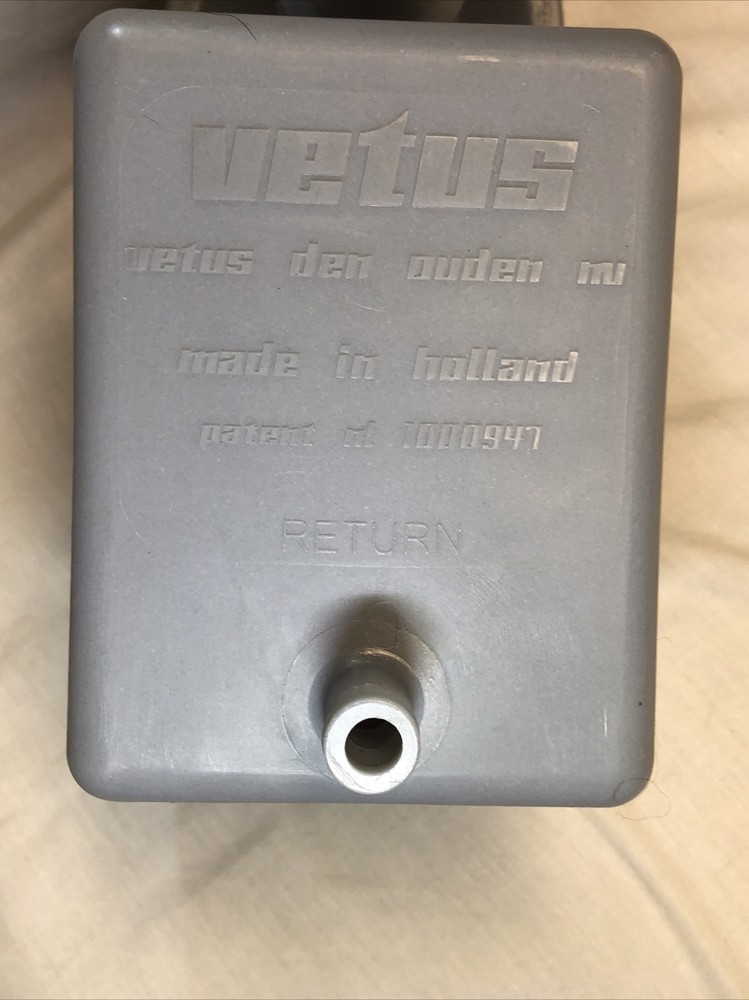 vetus
vetus den ouden nv
made in holland
patent nl 1000947
RETURN